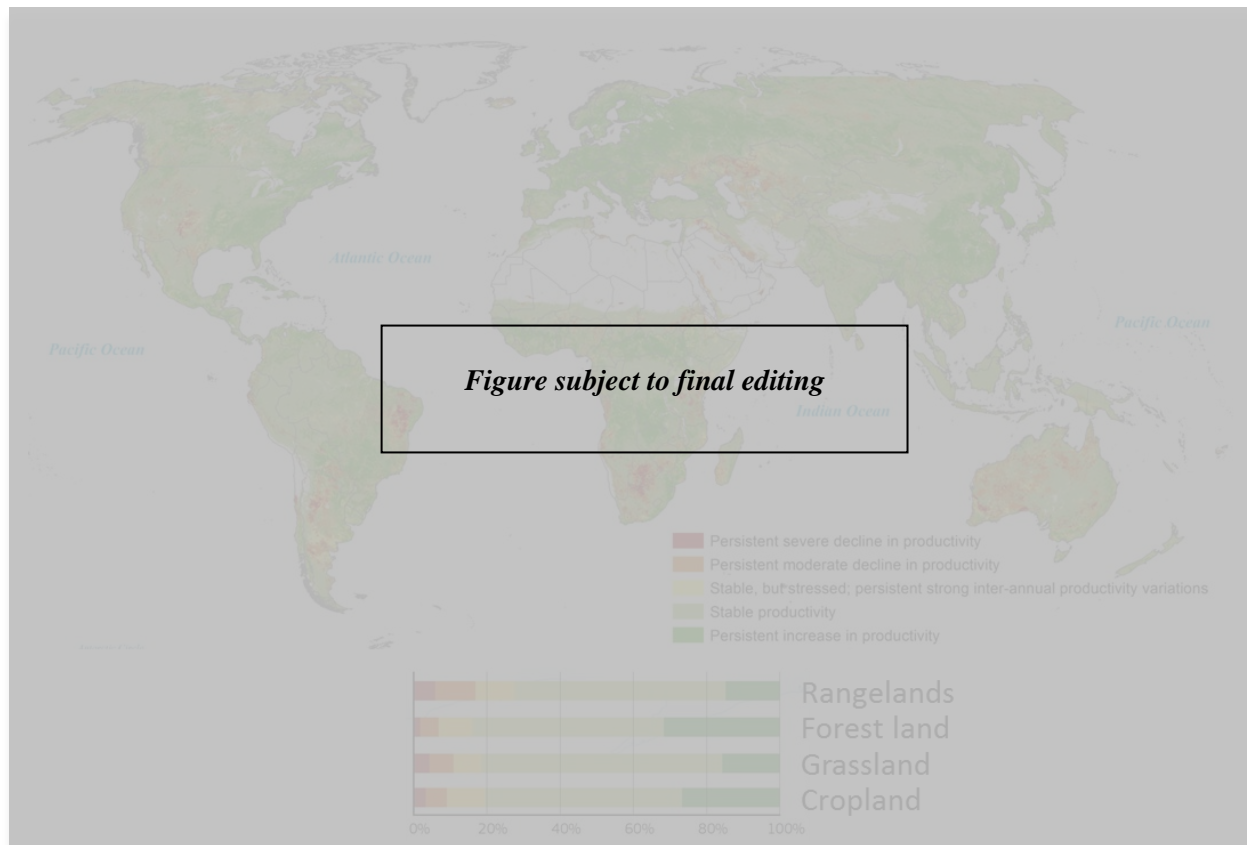 Atlantic Ocean
Pacific Ocean
Pacific Ocean
Figure subject to final editing
Indian Ocean
Persistent severe decline in productivity
Persistent moderate decline in productivity
Stable, but stressed; persistent strong inter-annual productivity variations
Stable productivity
Persistent increase in productivity
Rangelands
Forest land
Grassland
Cropland
0% 20% 40% 60% 80% 100%